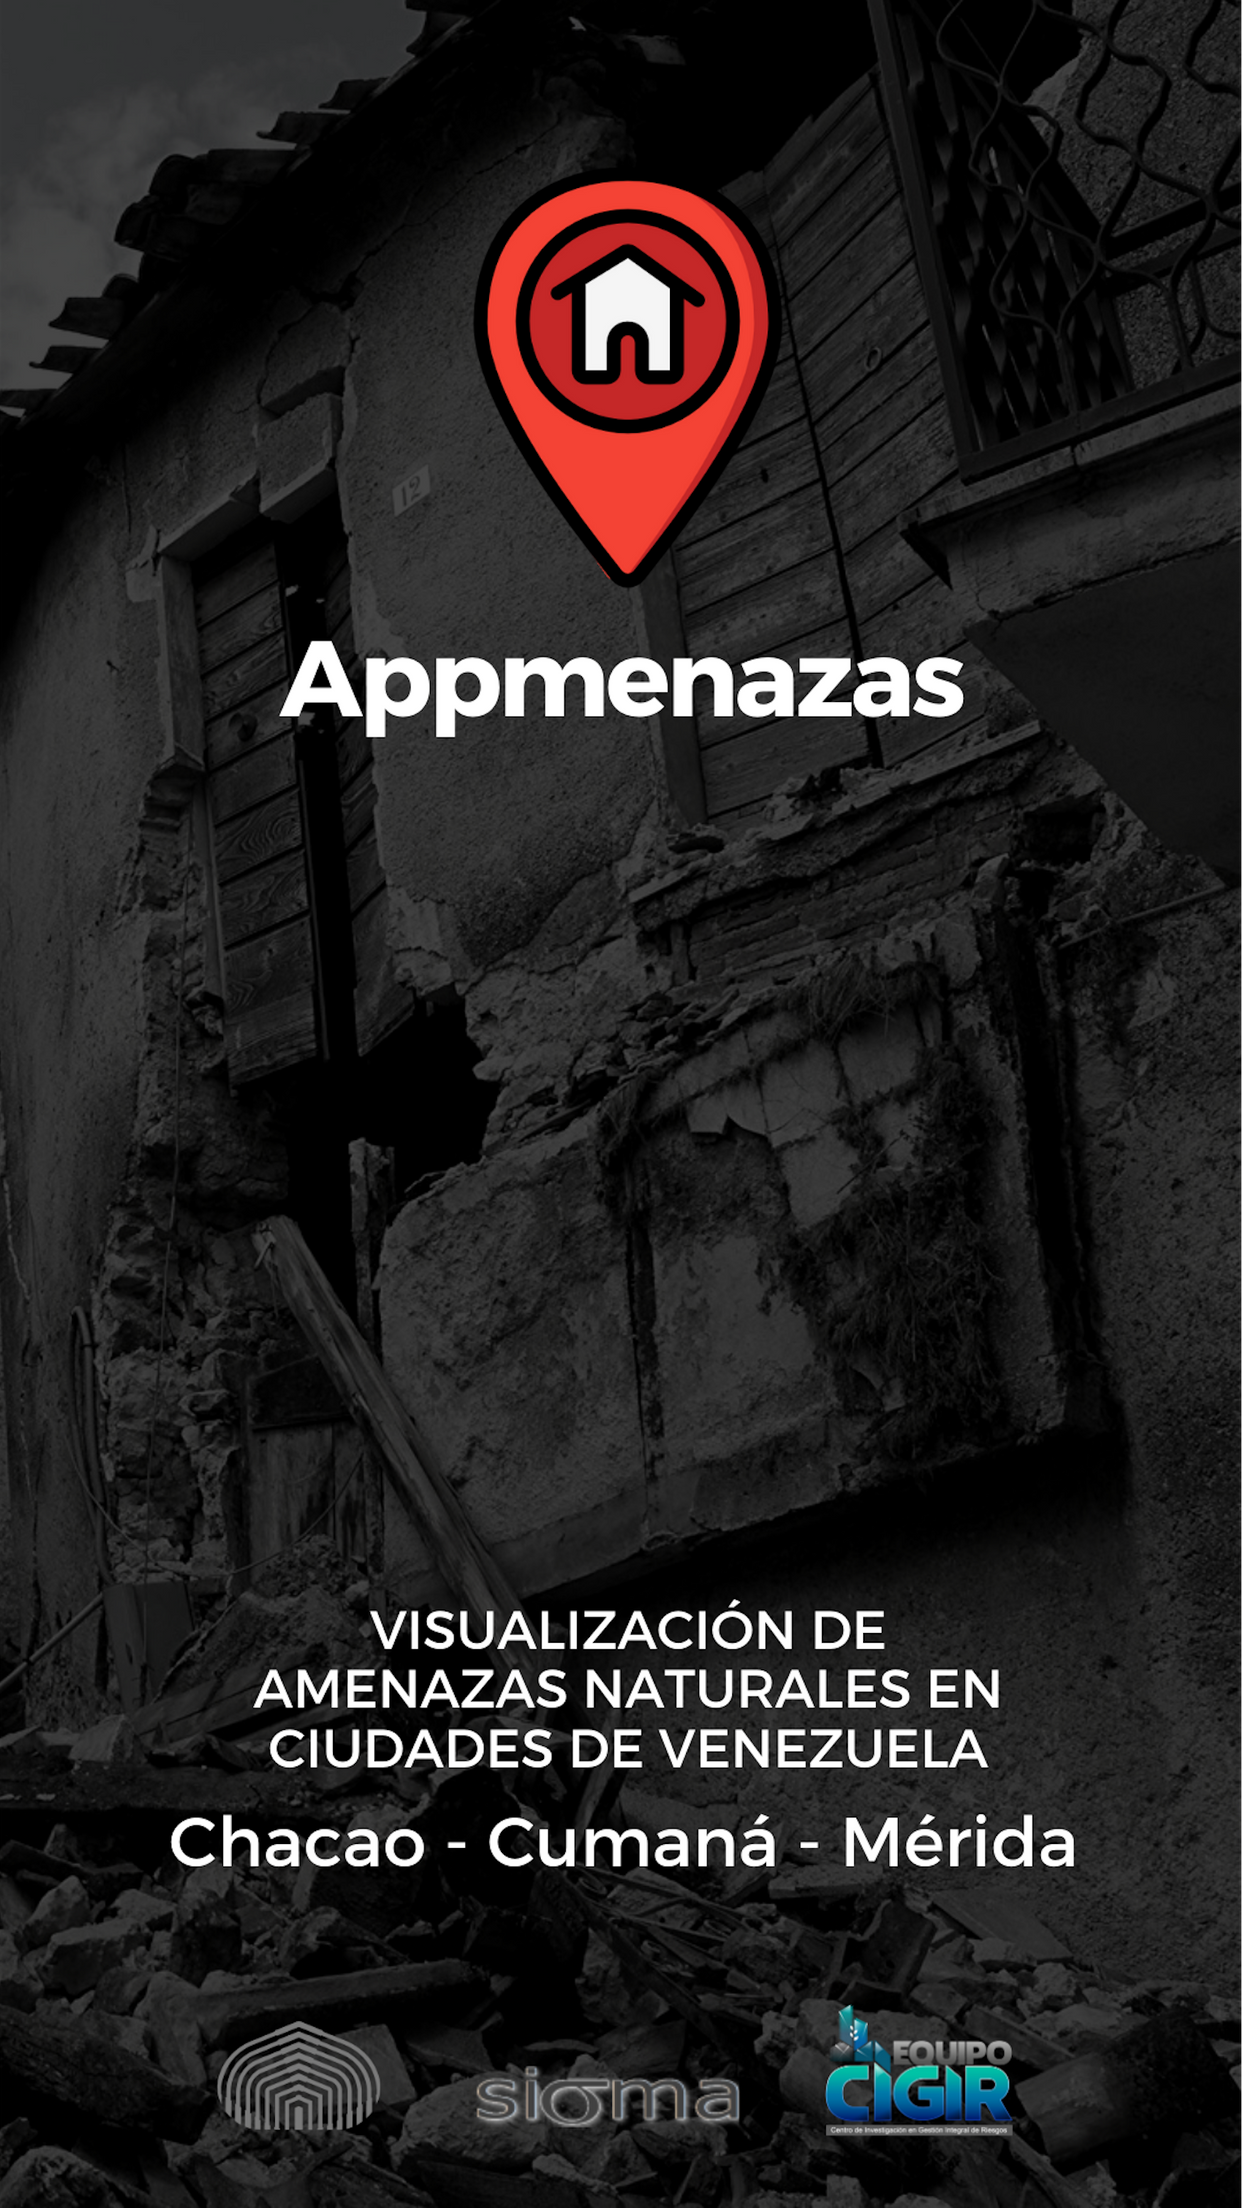 12
Appmenazas
VISUALIZACIÓN DE
AMENAZAS NATURALES EN
CIUDADES DE VENEZUELA
Chacao - Cumaná - Mérida
sigma
EQUIPO
CIGIR
Centro de Investigación en Gestión Integral de Riesgos